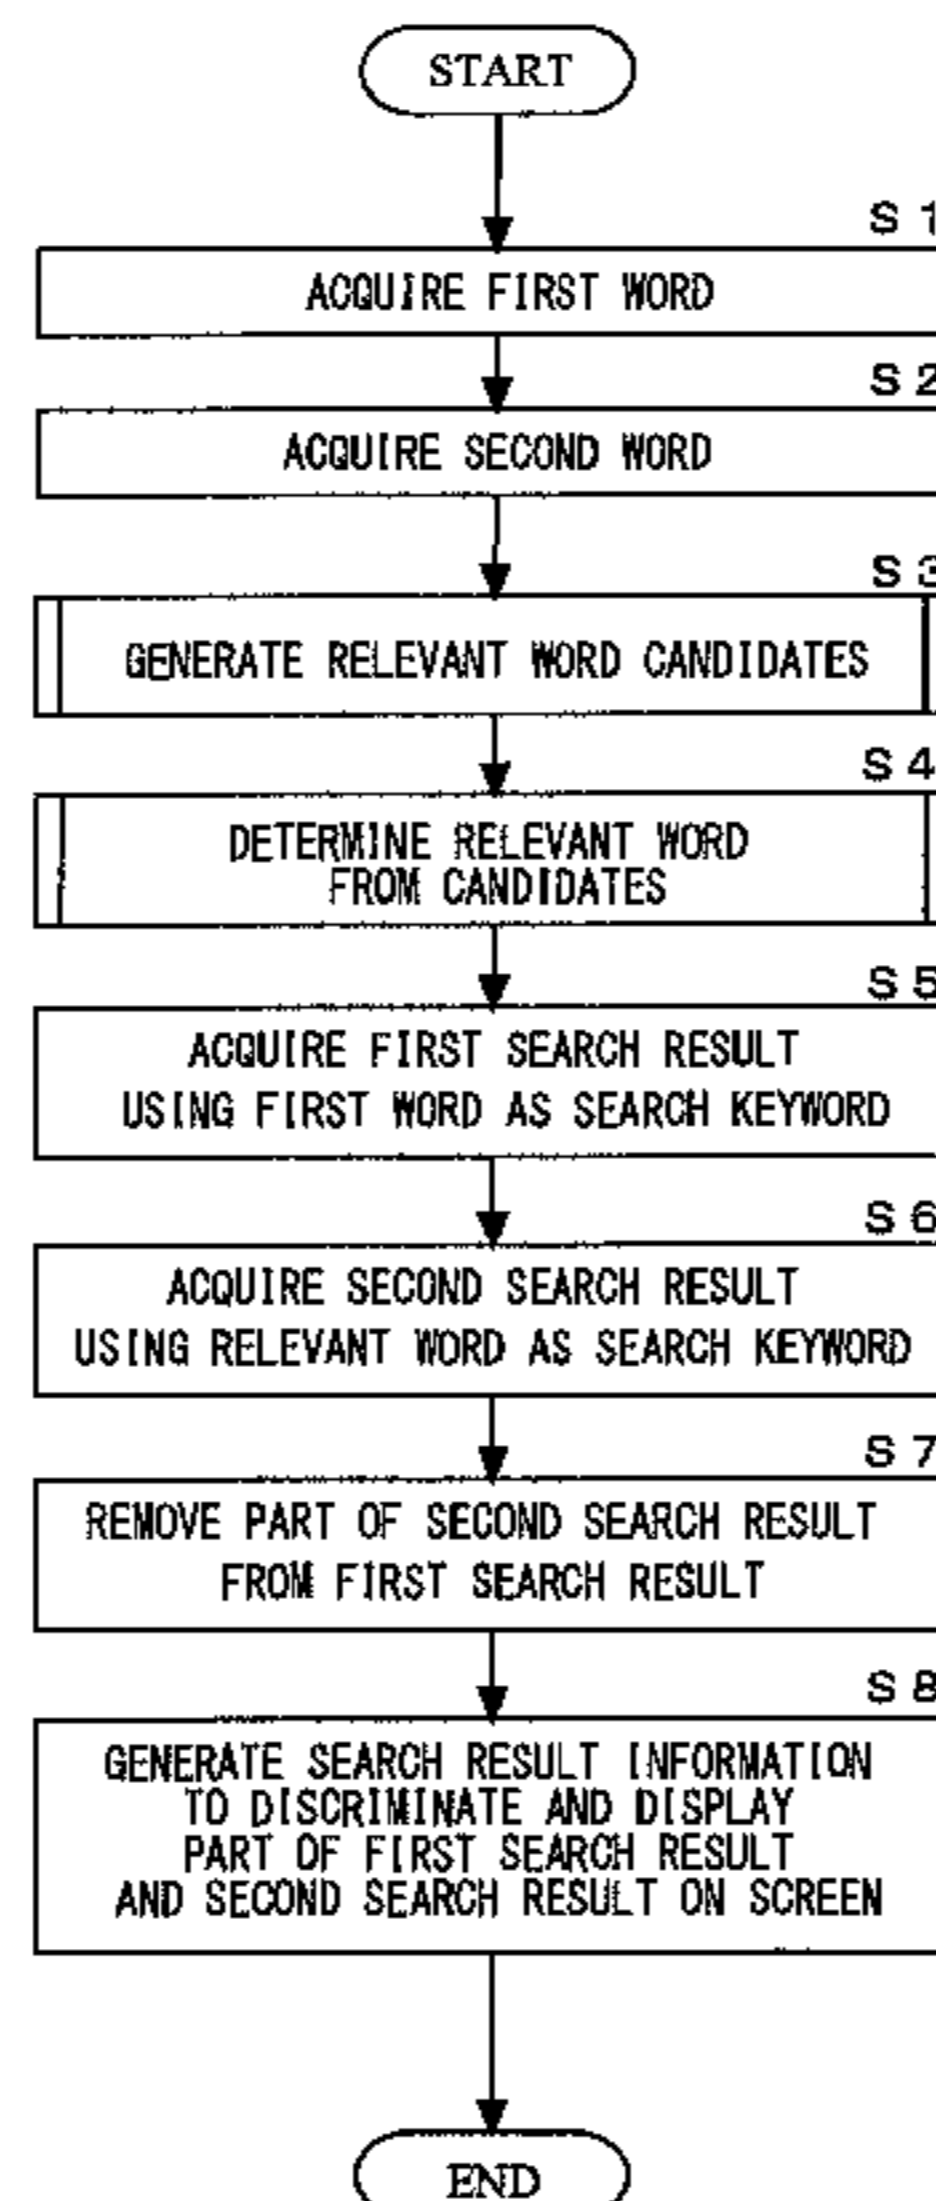 START
S 1
ACQUIRE FIRST WORD
S 2
ACQUIRE SECOND WORD
S 3
GENERATE RELEVANT WORD CANDIDATES
S 4
DETERMINE RELEVANT WORD
FROM CANDIDATES
S 5
ACQUIRE FIRST SEARCH RESULT
USING FIRST WORD AS SEARCH KEYWORD
S 6
ACQUIRE SECOND SEARCH RESULT
USING RELEVANT WORD AS SEARCH KEYWORD
S 7
REMOVE PART OF SECOND SEARCH RESULT
FROM FIRST SEARCH RESULT
S 8
GENERATE SEARCH RESULT INFORMATION
TO DISCRIMINATE AND DISPLAY
PART OF FIRST SEARCH RESULT
AND SECOND SEARCH RESULT ON SCREEN
END